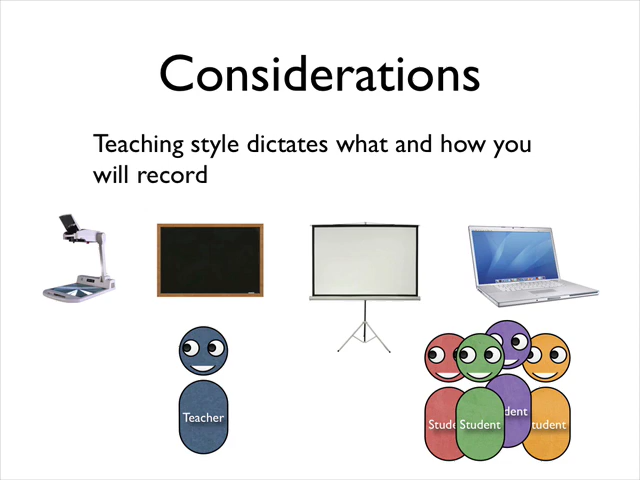 Considerations
Teaching style dictates what and how you
will record
Teacher
Student